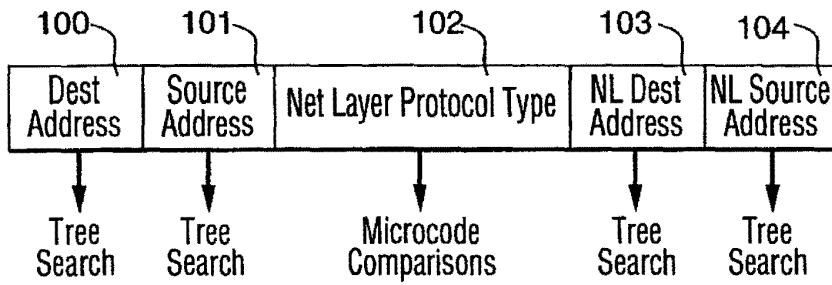 100 101 102 103 104
Dest Source Net Layer Protocol Type NL Dest NL Source
Address Address Address Address
Tree Tree Microcode Tree Tree
Search Search Comparisons Search Search